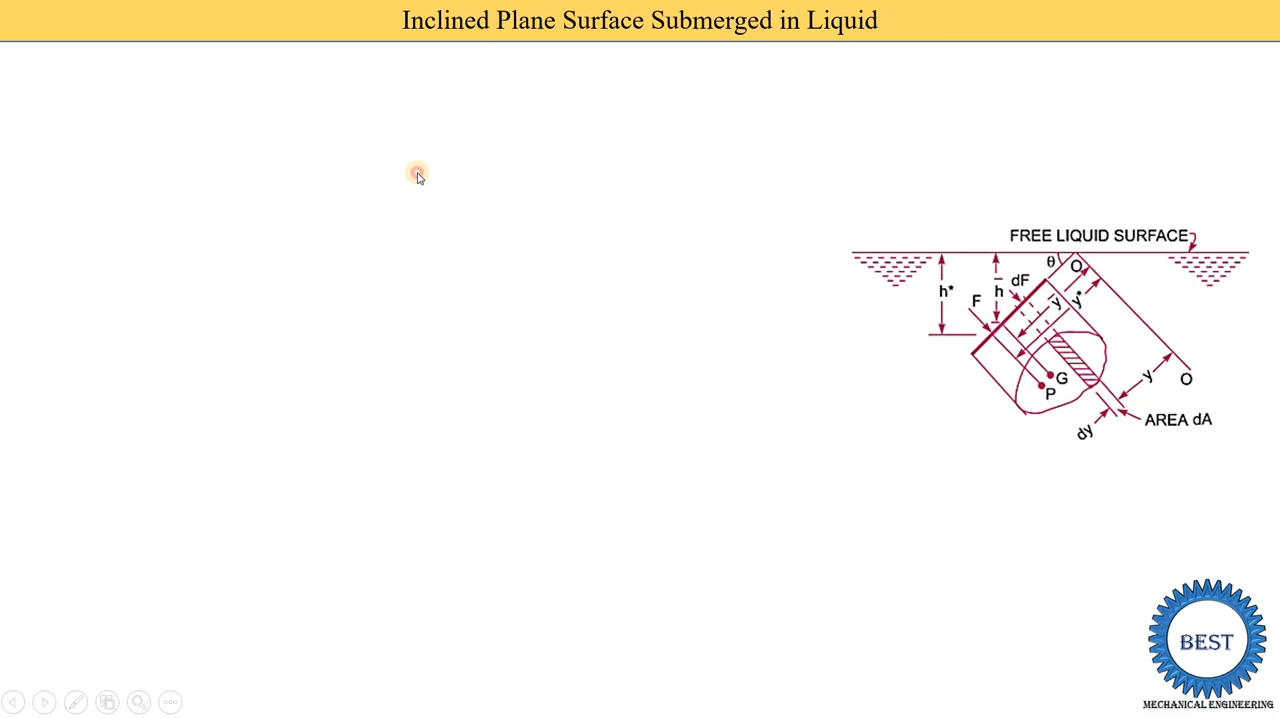 Inclined Plane Surface Submerged in Liquid
FREE LIQUID SURFACE
θ
O
dF
h*
h̄
F
ȳ
y*
G
P
y
O
AREA dA
dy
BEST
MECHANICAL ENGINEERING